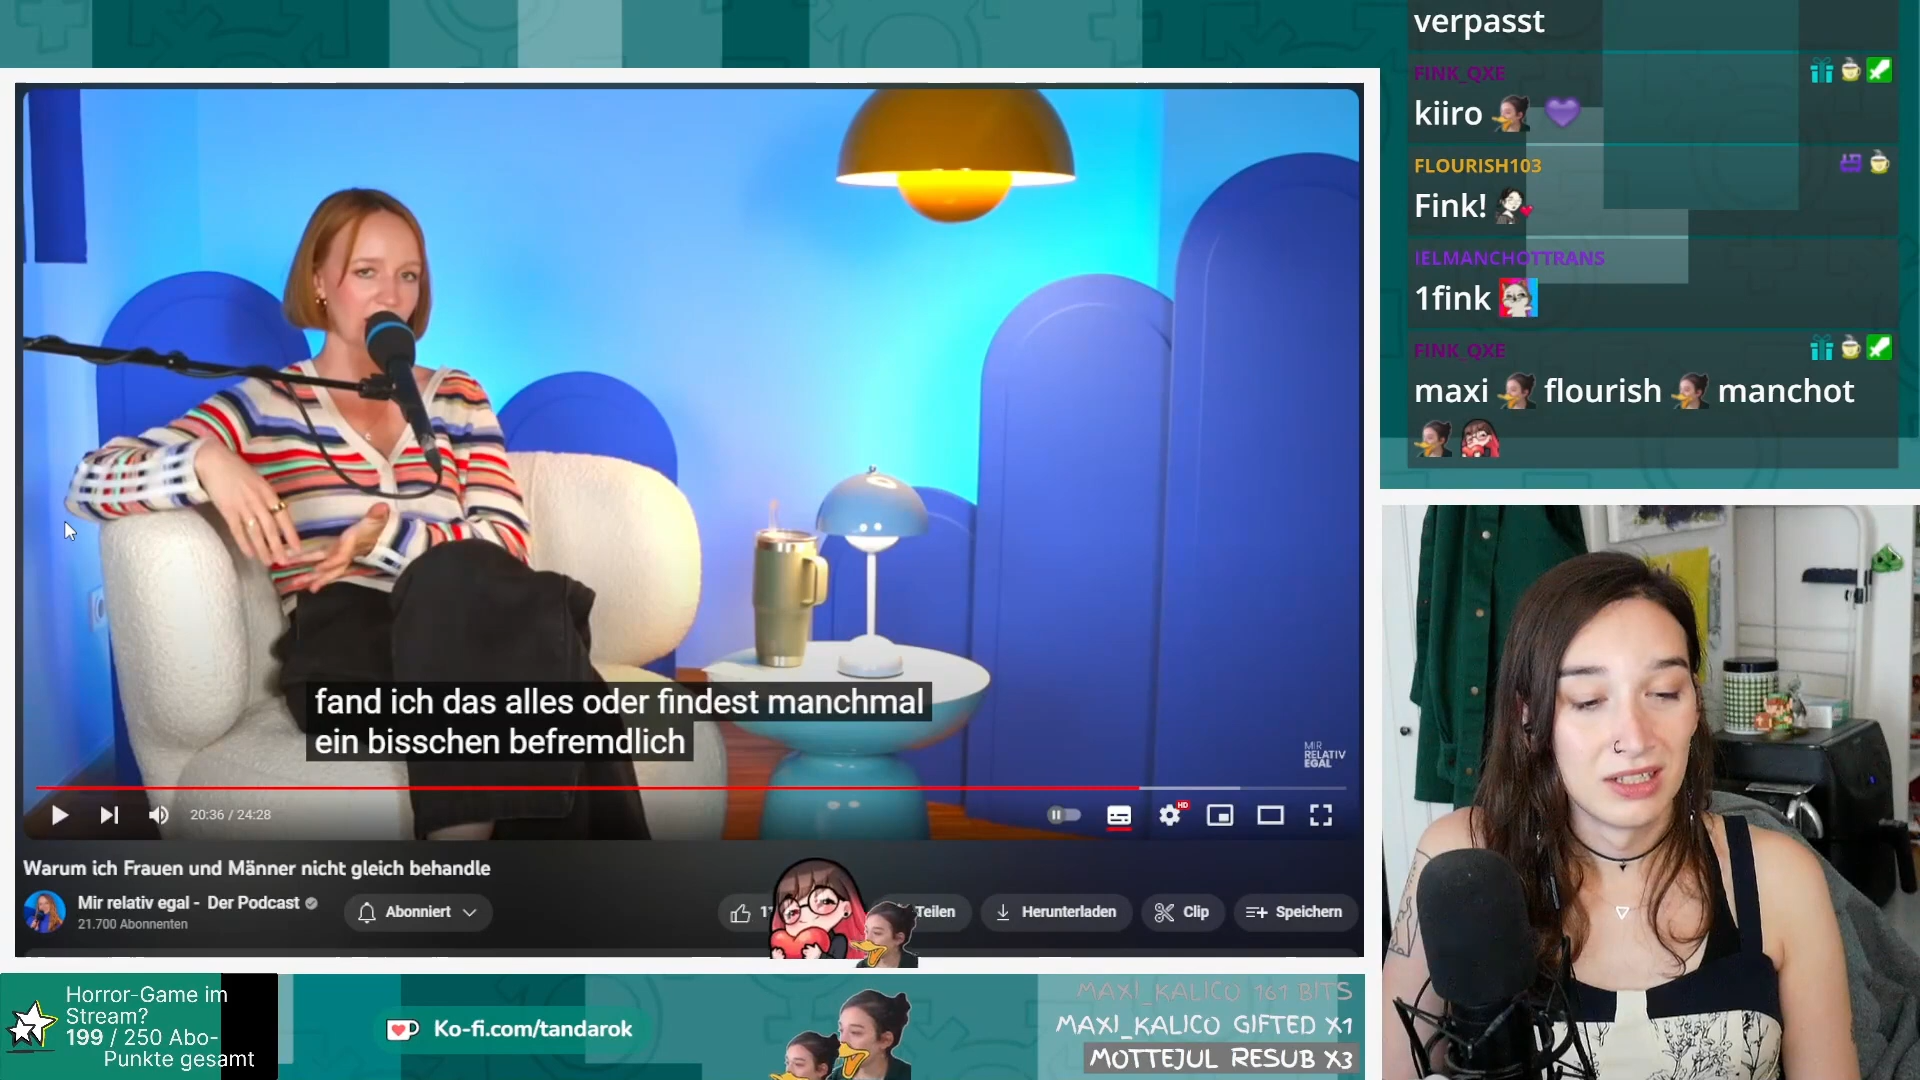 verpasst
FINK_QXE
kiiro
FLOURISH103
Fink!
IELMANCHOTTRANS
1fink
FINK_QXE
maxi flourish manchot
fand ich das alles oder findest manchmal
ein bisschen befremdlich
MIR
RELATIV
EGAL
20:36 / 24:28
HD
Warum ich Frauen und Männer nicht gleich behandle
Mir relativ egal - Der Podcast
21.700 Abonnenten
Abonniert
Teilen
Herunterladen
Clip
Speichern
Horror-Game im
Stream?
199 / 250 Abo-
Punkte gesamt
Ko-fi.com/tandarok
MAXI_KALICO 161 BITS
MAXI_KALICO GIFTED X1
MOTTEJUL RESUB X3